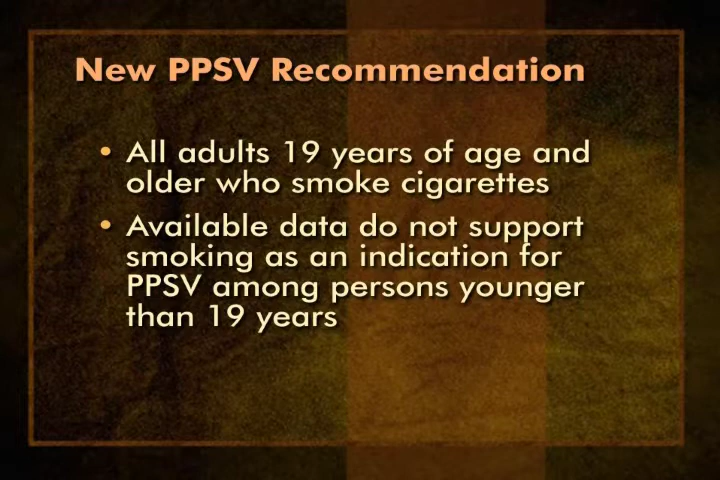 New PPSV Recommendation
• All adults 19 years of age and
older who smoke cigarettes
• Available data do not support
smoking as an indication for
PPSV among persons younger
than 19 years